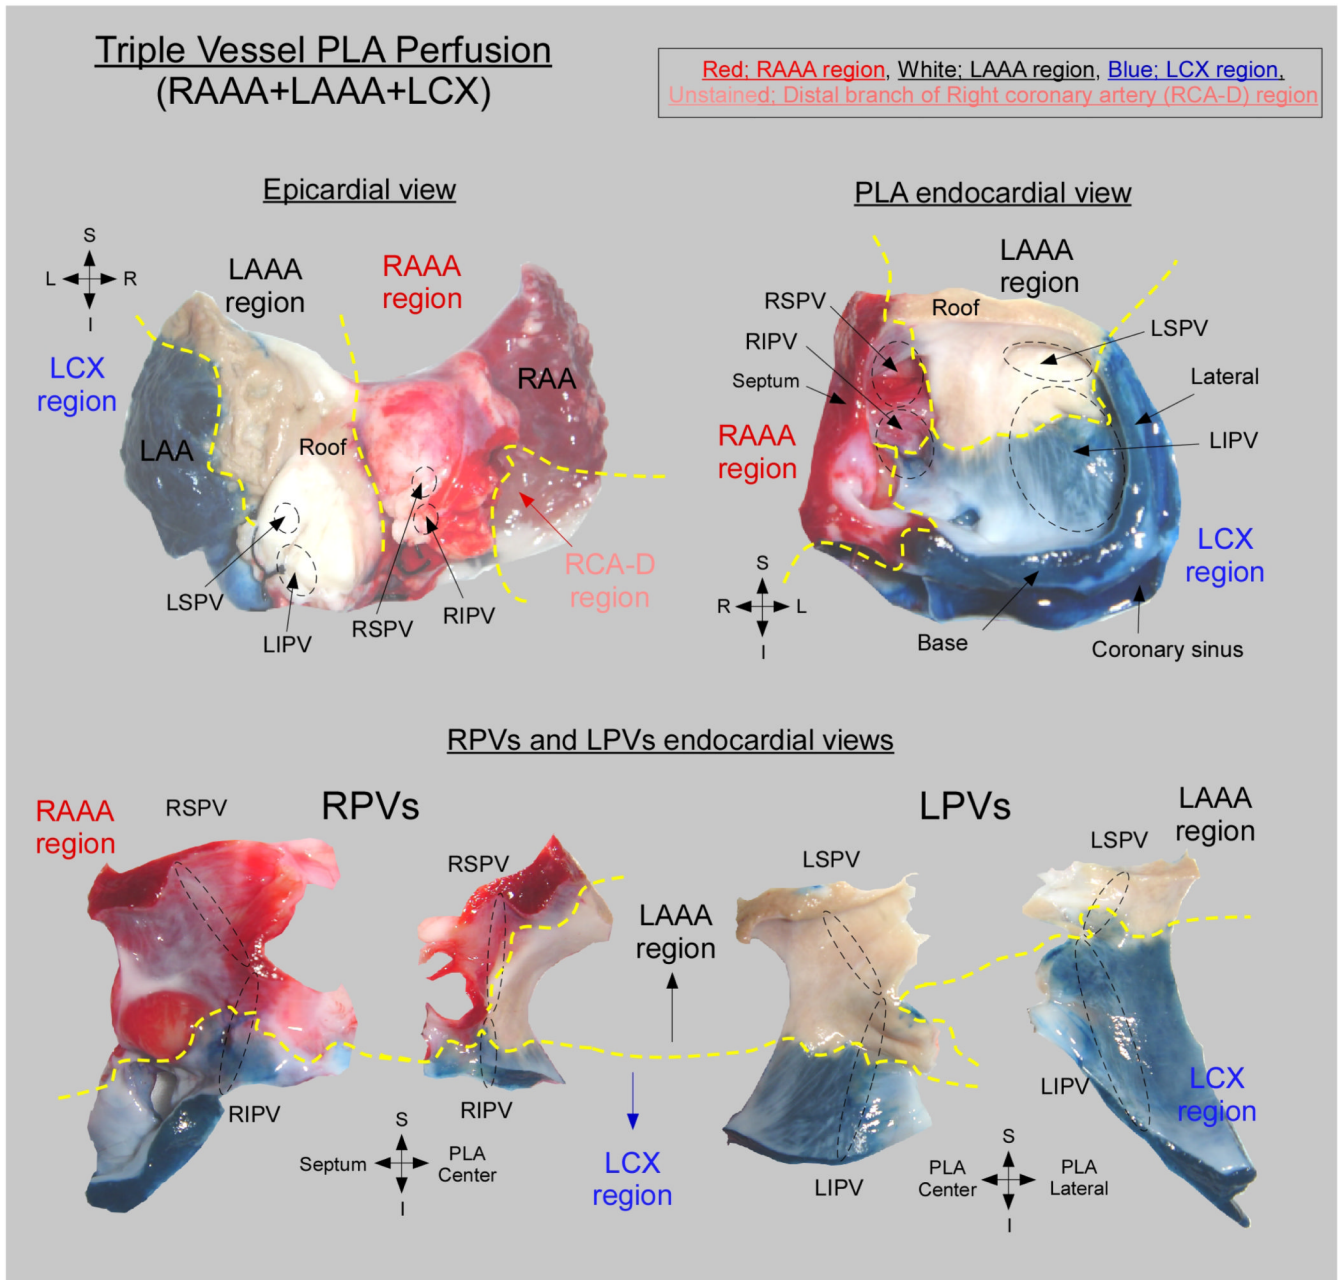 Triple Vessel PLA Perfusion
(RAAA+LAAA+LCX)
Red; RAAA region, White; LAAA region, Blue; LCX region,
Unstained; Distal branch of Right coronary artery (RCA-D) region
Epicardial view
S
L
R
I
LAAA
region
RAAA
region
LCX
region
LAA
Roof
RAA
RCA-D
region
LSPV
LIPV
RSPV
RIPV
PLA endocardial view
LAAA
region
RSPV
Roof
LSPV
RIPV
Septum
Lateral
RAAA
region
LIPV
LCX
region
S
R
L
I
Base
Coronary sinus
RPVs and LPVs endocardial views
RAAA
region
RSPV
RPVs
RSPV
LAAA
region
RIPV
RIPV
S
Septum
PLA
Center
I
LCX
region
LPVs
LAAA
region
LSPV
LSPV
LIPV
LIPV
LCX
region
S
PLA
Center
PLA
Lateral
I